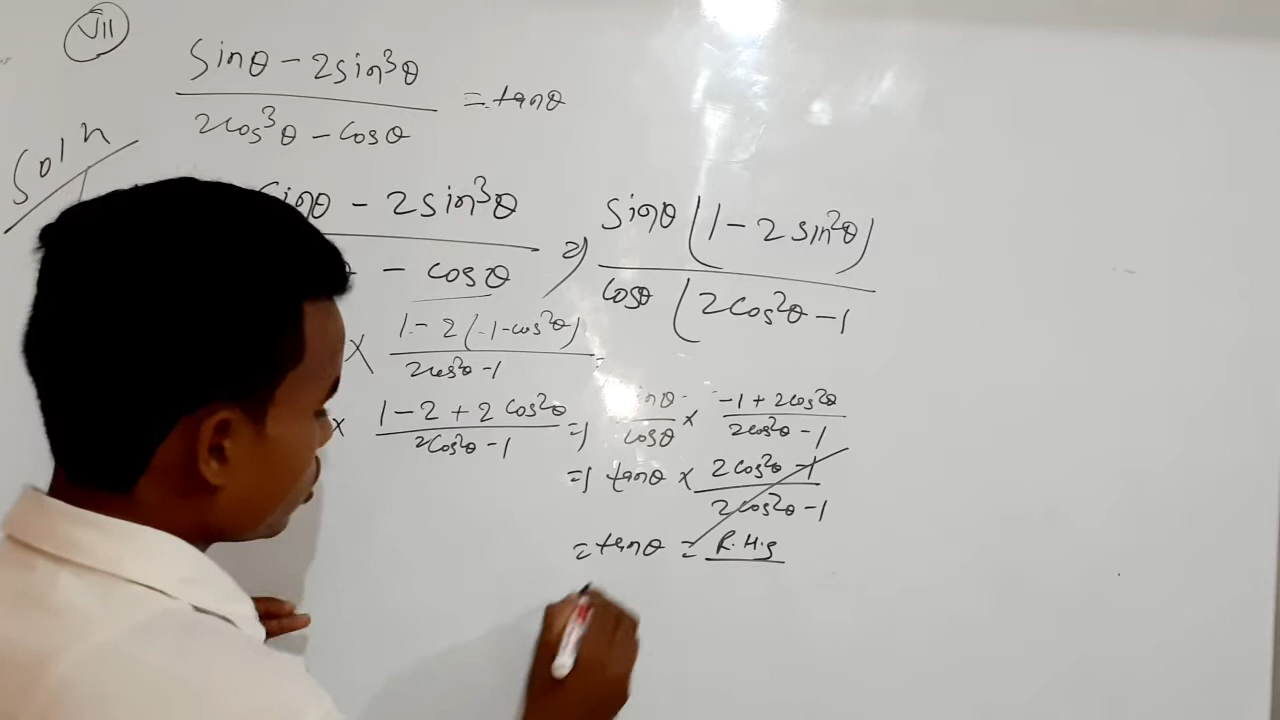 VII
sinθ - 2sin³θ
= tanθ
2cos³θ - cosθ
Soln
sinθ - 2sin³θ
⇒ sinθ (1 - 2sin²θ)
- cosθ
cosθ (2cos²θ - 1
× 1 - 2(1 - cos²θ)
2cos²θ - 1 =
× 1 - 2 + 2cos²θ
2cos²θ - 1
⇒ sinθ × -1 + 2cos²θ
cosθ 2cos²θ - 1
⇒ tanθ × 2cos²θ - 1
2cos²θ - 1
= tanθ = R.H.S